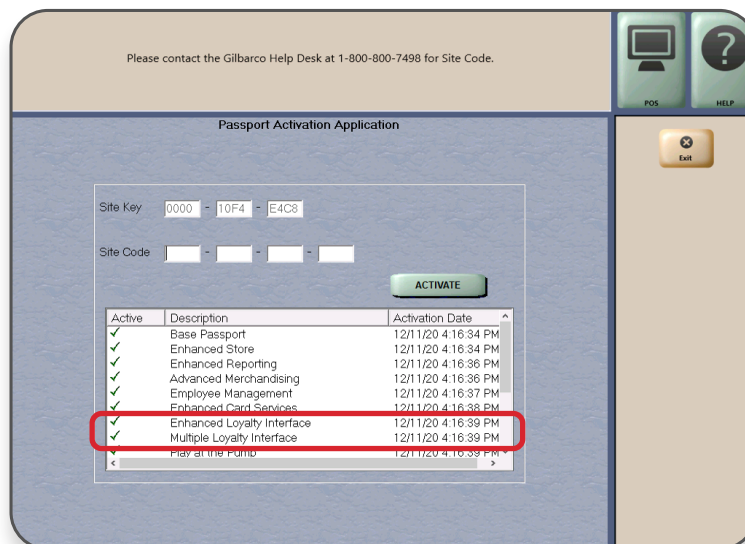 Please contact the Gilbarco Help Desk at 1-800-800-7498 for Site Code.
POS
HELP
Passport Activation Application
Exit
Site Key 0000 - 10F4 - E4C8
Site Code - - -
ACTIVATE
Active Description Activation Date
Base Passport 12/11/20 4:16:34 PM
Enhanced Store 12/11/20 4:16:34 PM
Enhanced Reporting 12/11/20 4:16:36 PM
Advanced Merchandising 12/11/20 4:16:36 PM
Employee Management 12/11/20 4:16:37 PM
Enhanced Card Services 12/11/20 4:16:38 PM
Enhanced Loyalty Interface 12/11/20 4:16:39 PM
Multiple Loyalty Interface 12/11/20 4:16:39 PM
Play at the Pump 12/11/20 4:16:39 PM